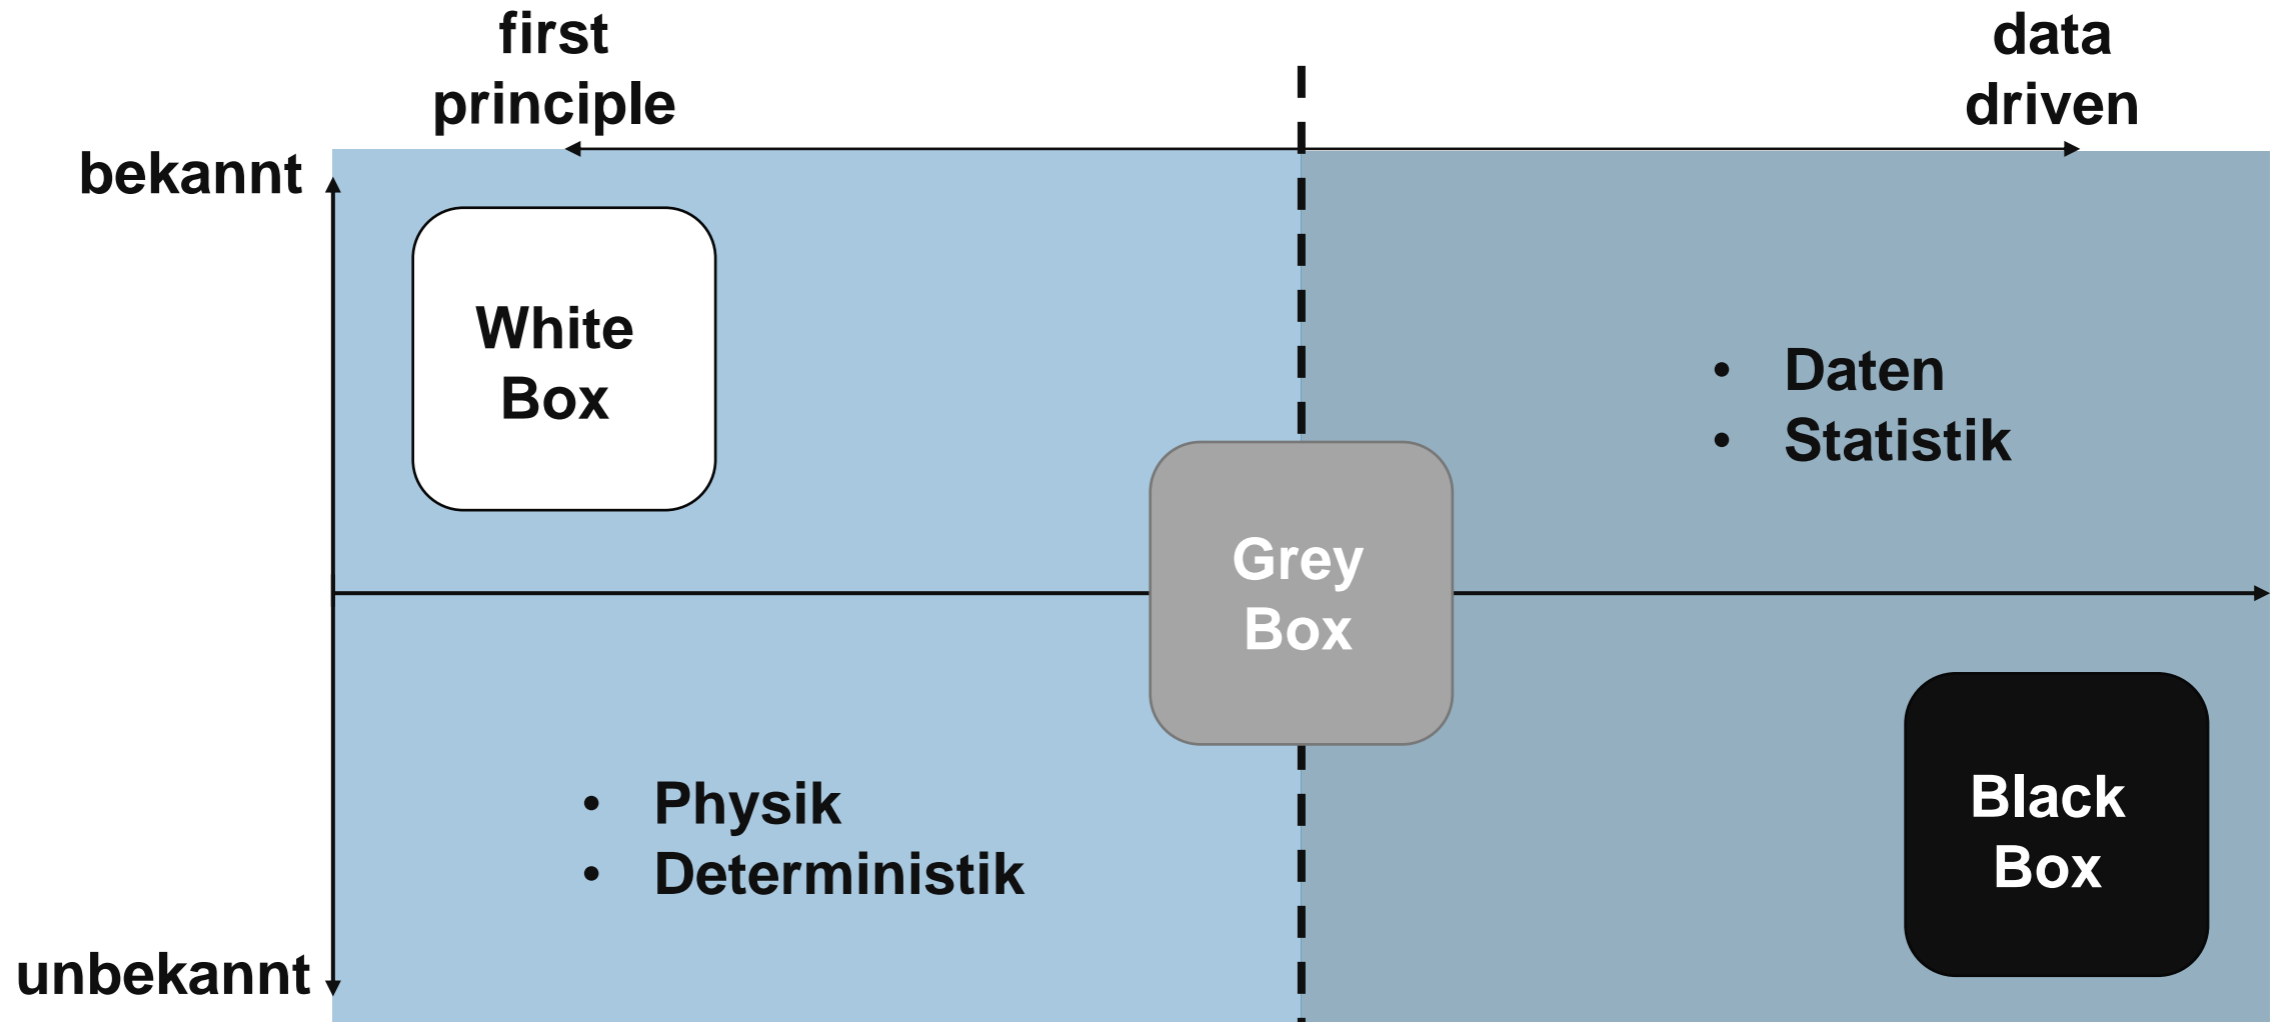 first
principle
data
driven
bekannt
White
Box
• Daten
• Statistik
Grey
Box
• Physik
• Deterministik
Black
Box
unbekannt